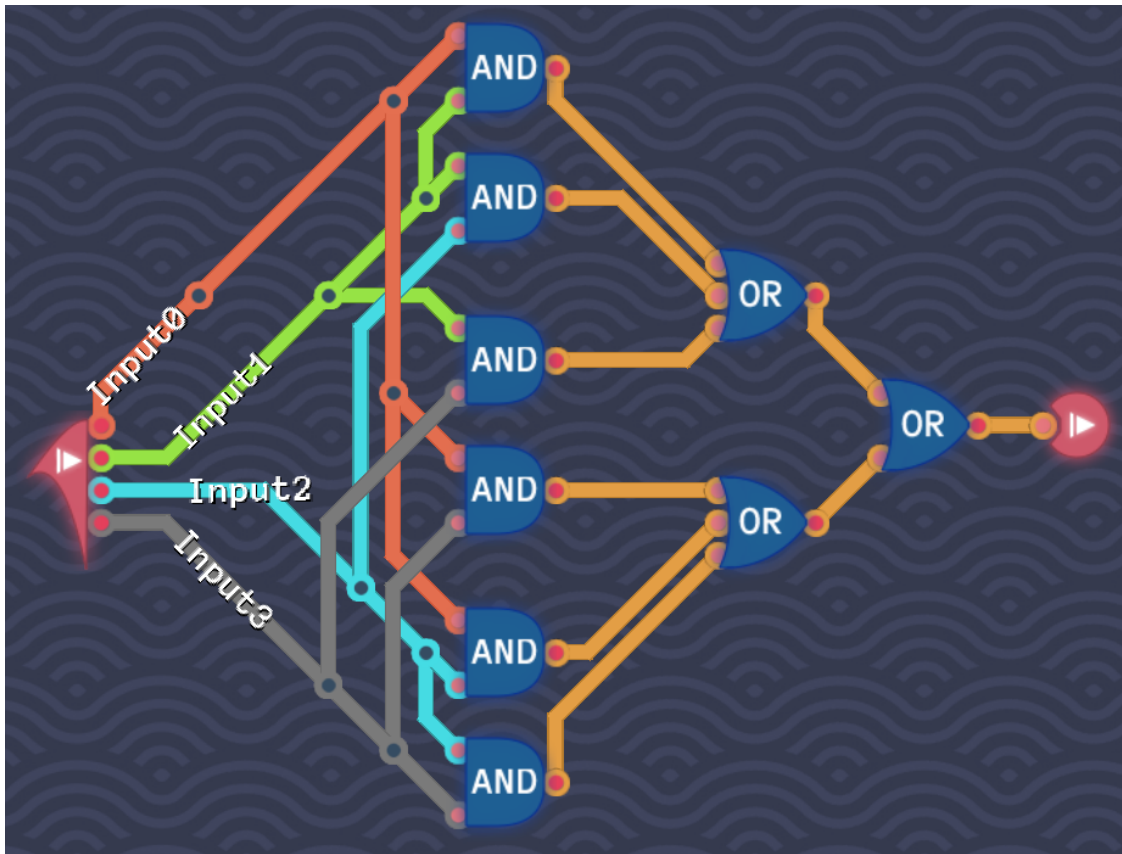 AND
AND
OR
Input0
Input1
AND
OR
Input2
AND
OR
Input3
AND
AND